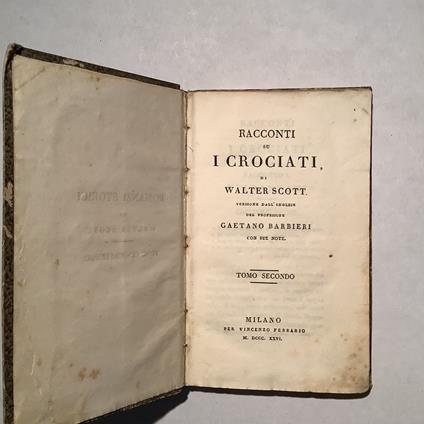 RACCONTI
SU
I CROCIATI,
DI
WALTER SCOTT.
VERSIONE DALL'INGLESE
DEL PROFESSORE
GAETANO BARBIERI
CON SUE NOTE.
TOMO SECONDO
MILANO
PER VINCENZO FERRARIO
M. DCCC. XXVI.